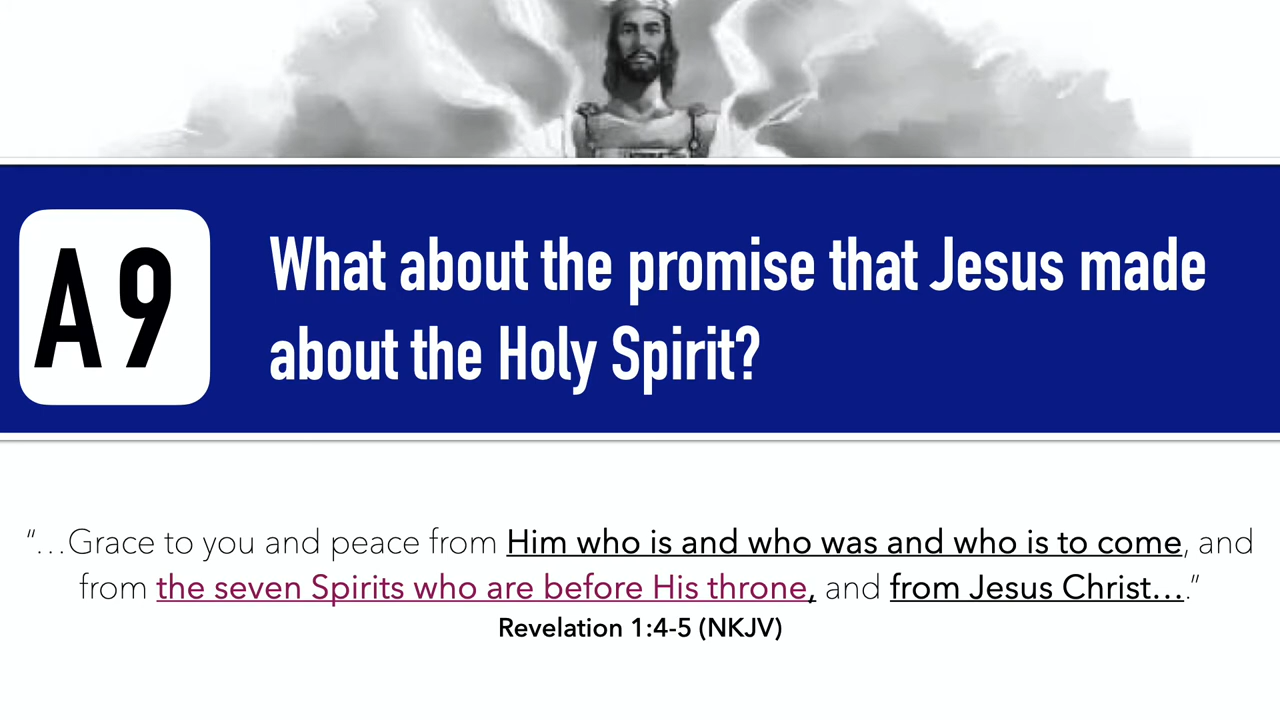 A9
What about the promise that Jesus made
about the Holy Spirit?
“…Grace to you and peace from Him who is and who was and who is to come, and
from the seven Spirits who are before His throne, and from Jesus Christ….”
Revelation 1:4-5 (NKJV)